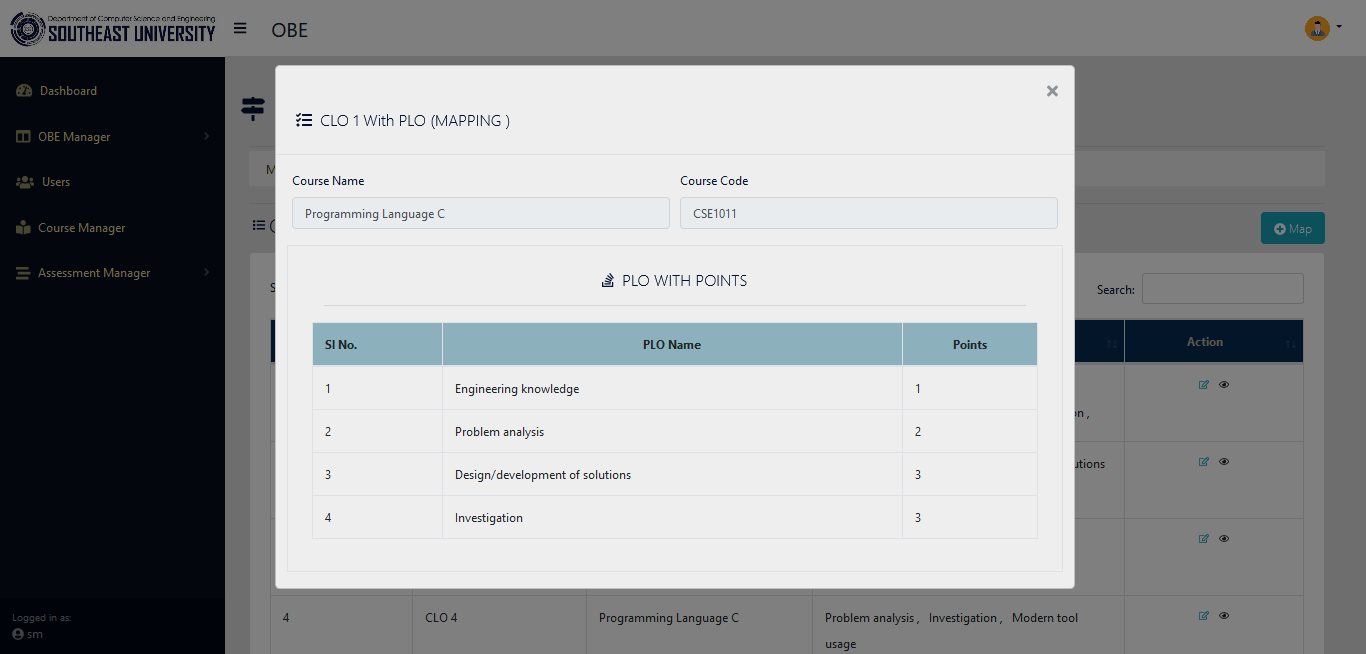 Department of Computer Science and Engineering
SOUTHEAST UNIVERSITY
OBE
Dashboard
OBE Manager
Users
Course Manager
Assessment Manager
Logged in as:
sm
CLO 1 With PLO (MAPPING )
Course Name
Course Code
Programming Language C
CSE1011
PLO WITH POINTS
Sl No.
PLO Name
Points
1
Engineering knowledge
1
2
Problem analysis
2
3
Design/development of solutions
3
4
Investigation
3
Map
Search:
Action
4
CLO 4
Programming Language C
Problem analysis , Investigation , Modern tool
usage